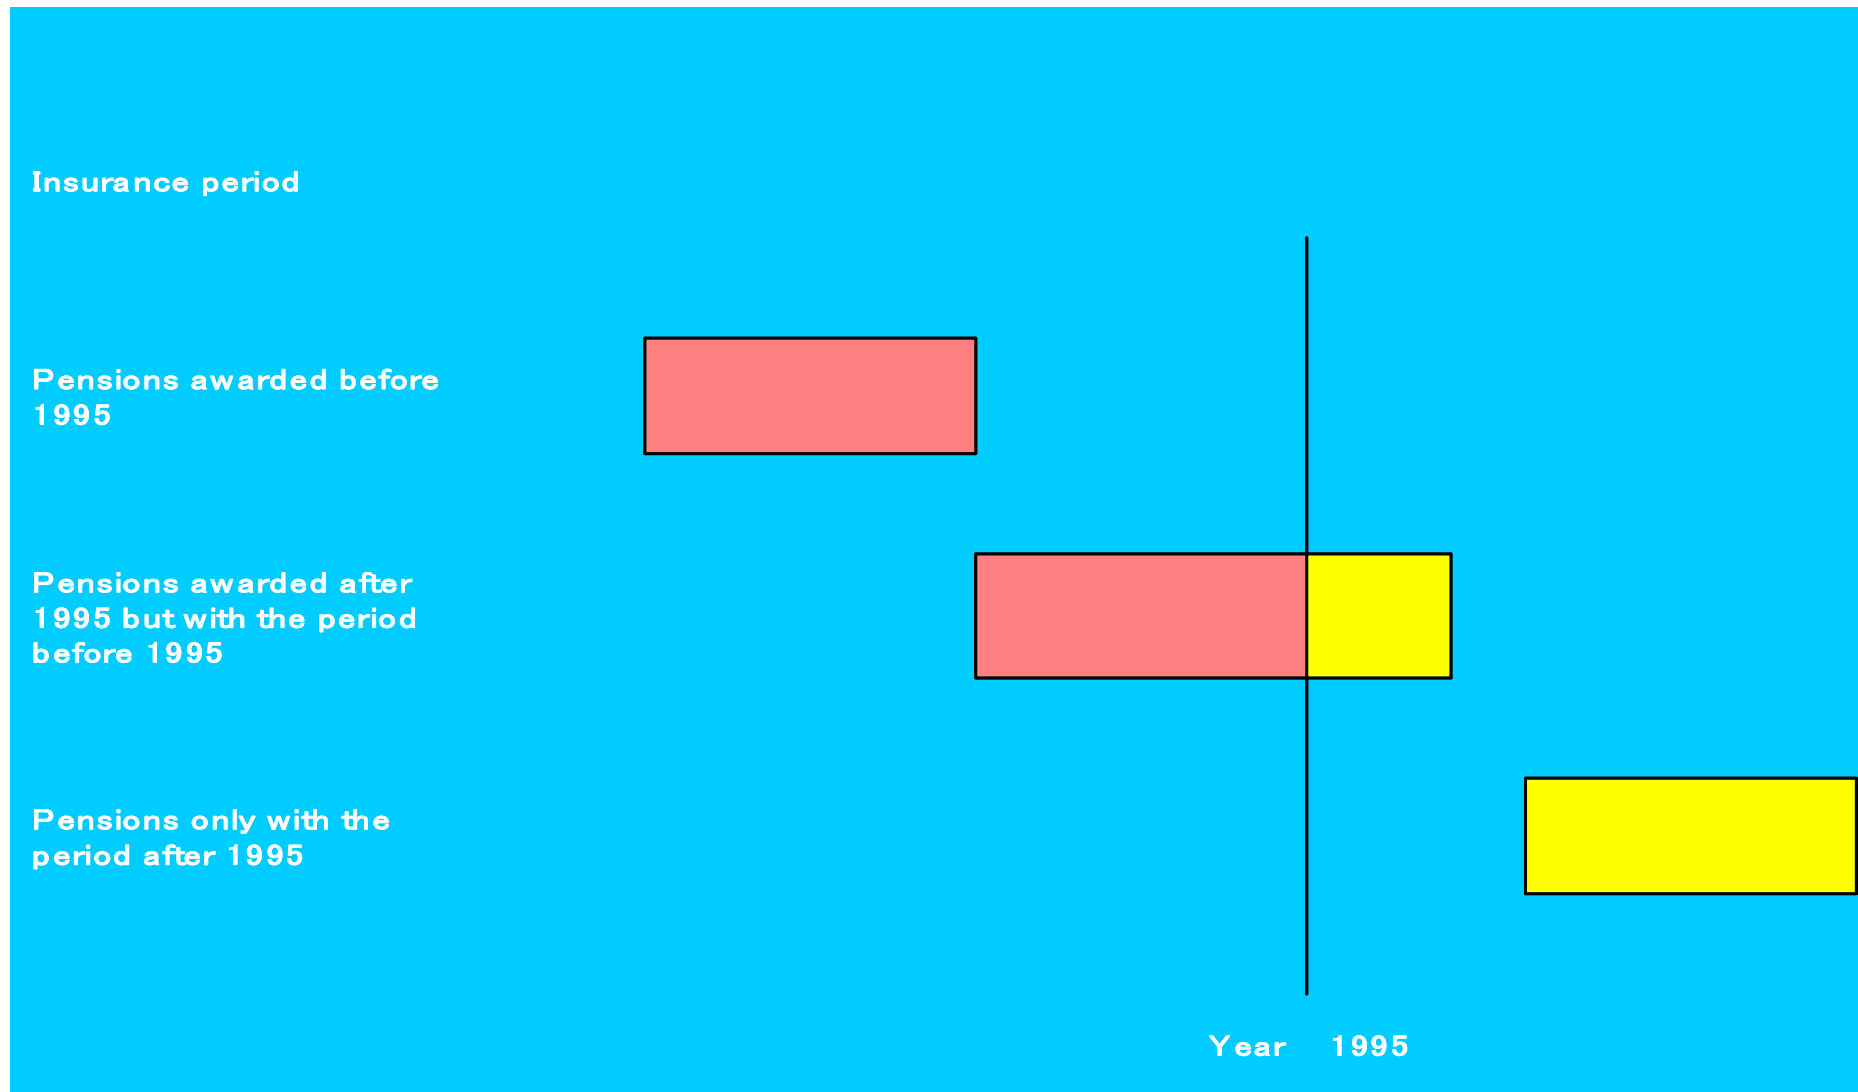 Insurance period
Pensions awarded before
1995
Pensions awarded after
1995 but with the period
before 1995
Pensions only with the
period after 1995
Year 1995